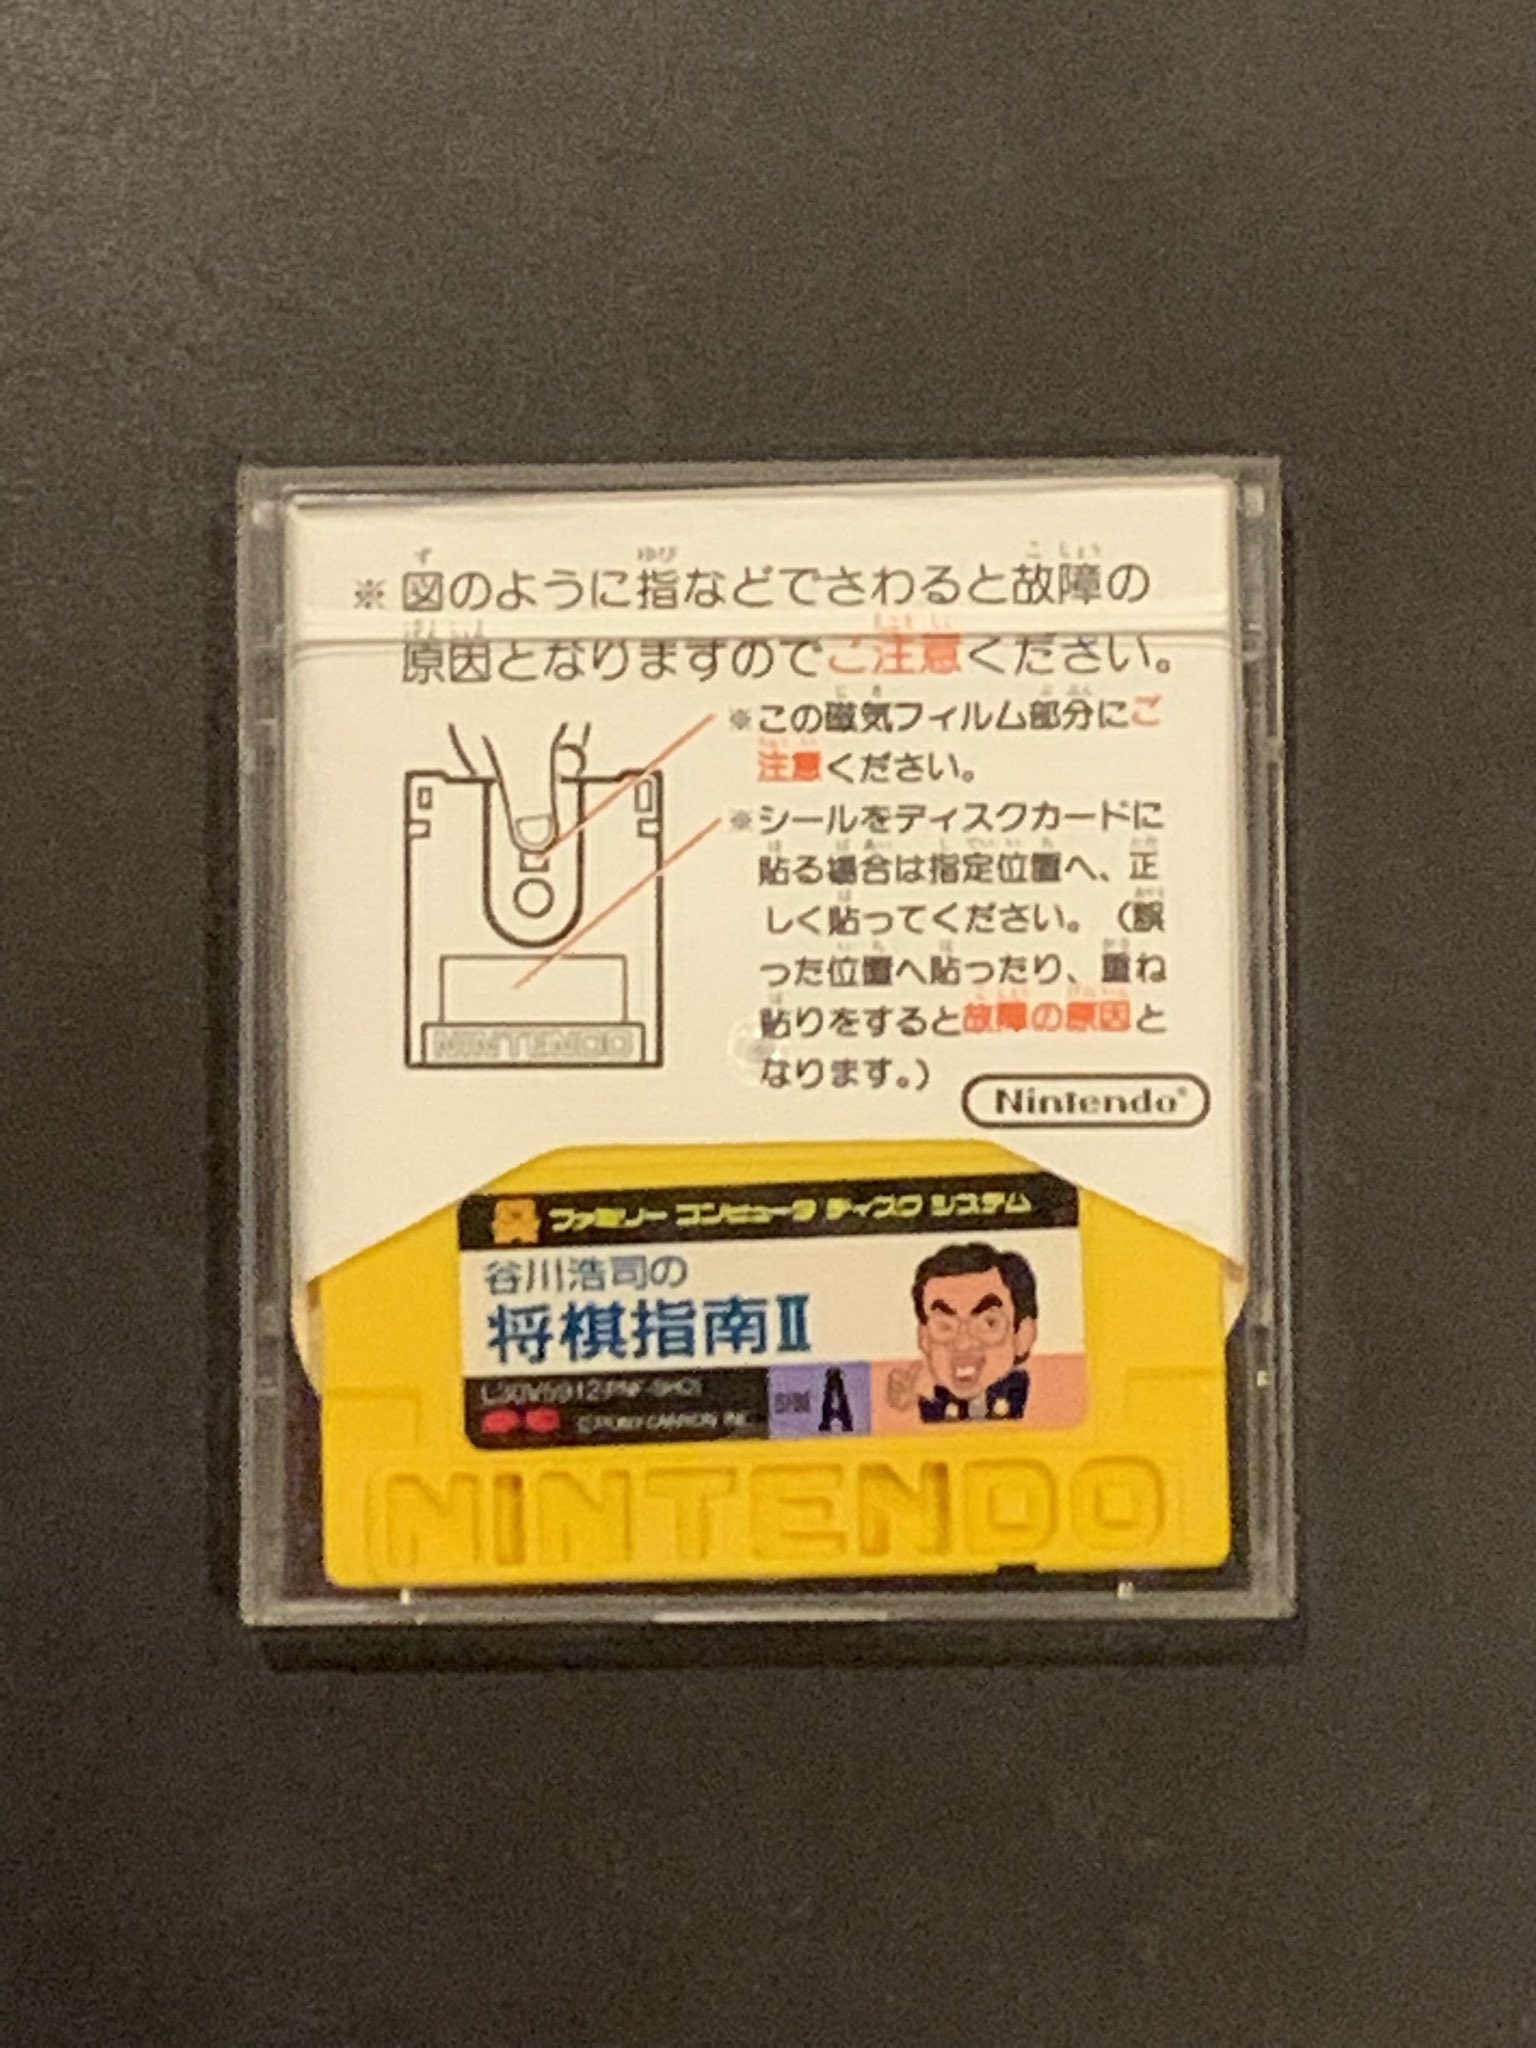 ※図のように指などでさわると故障の
原因となりますのでご注意ください。
※この磁気フィルム部分にご
注意ください。
※シールをディスクカードに
貼る場合は指定位置へ、正
しく貼ってください。（誤
った位置へ貼ったり、重ね
貼りをすると故障の原因と
なります。）
NINTENDO
Nintendo®
ファミリー コンピュータ ディスク システム
谷川浩司の
将棋指南II
SIDE A
©PONY CANYON INC.
NINTENDO